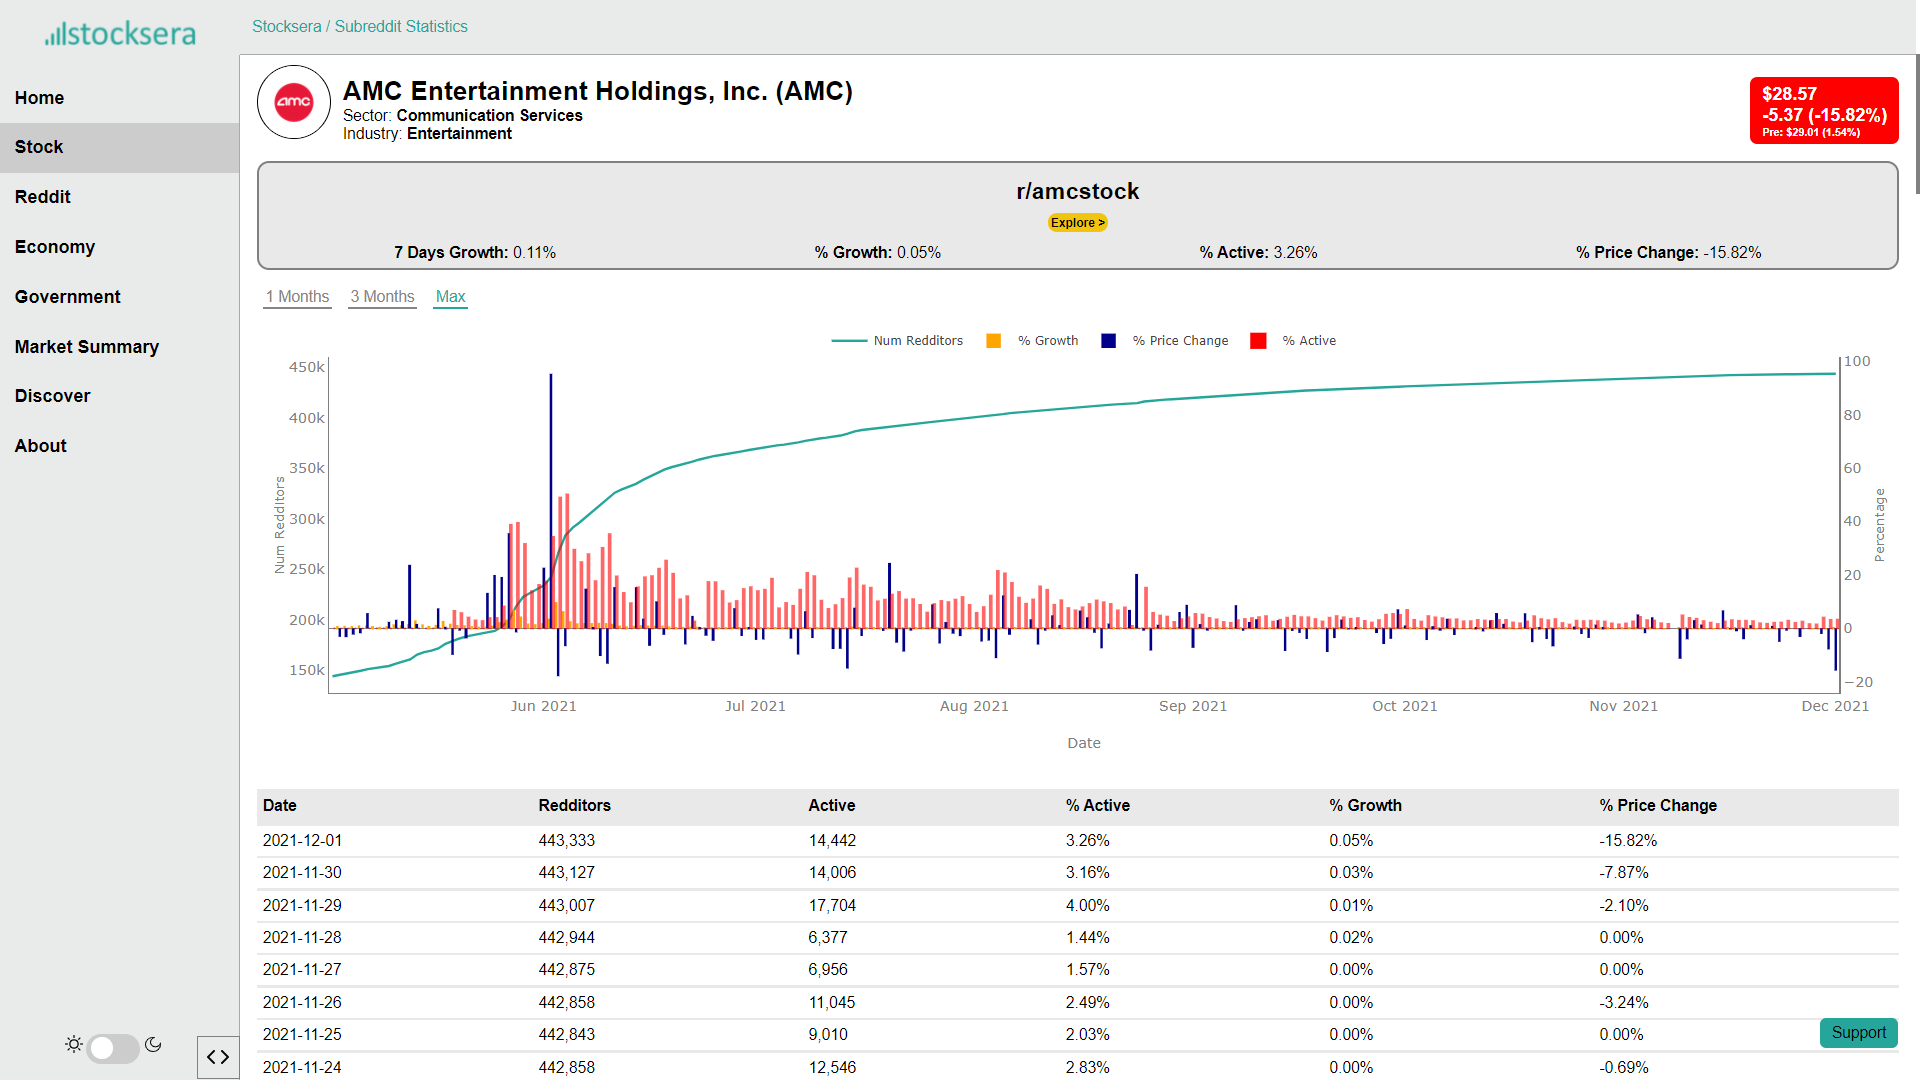 stocksera
Stocksera / Subreddit Statistics
Home
Stock
Reddit
Economy
Government
Market Summary
Discover
About
amc
AMC Entertainment Holdings, Inc. (AMC)
Sector: Communication Services
Industry: Entertainment
$28.57
-5.37 (-15.82%)
Pre: $29.01 (1.54%)
r/amcstock
Explore >
7 Days Growth: 0.11% % Growth: 0.05% % Active: 3.26% % Price Change: -15.82%
1 Months 3 Months Max
Num Redditors % Growth % Price Change % Active
450k
400k
350k
300k
250k
200k
150k
Num Redditors
100
80
60
40
20
0
−20
Percentage
Jun 2021 Jul 2021 Aug 2021 Sep 2021 Oct 2021 Nov 2021 Dec 2021
Date
Date Redditors Active % Active % Growth % Price Change
2021-12-01 443,333 14,442 3.26% 0.05% -15.82%
2021-11-30 443,127 14,006 3.16% 0.03% -7.87%
2021-11-29 443,007 17,704 4.00% 0.01% -2.10%
2021-11-28 442,944 6,377 1.44% 0.02% 0.00%
2021-11-27 442,875 6,956 1.57% 0.00% 0.00%
2021-11-26 442,858 11,045 2.49% 0.00% -3.24%
2021-11-25 442,843 9,010 2.03% 0.00% 0.00%
2021-11-24 442,858 12,546 2.83% 0.00% -0.69%
Support